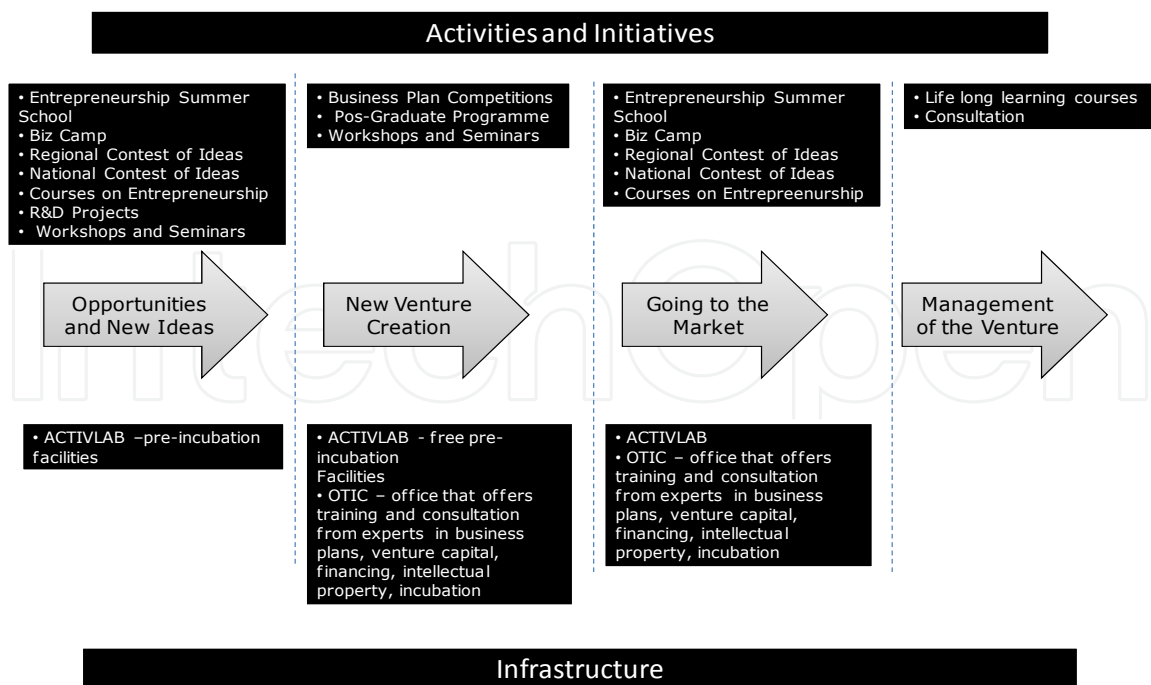 Activities and Initiatives
• Entrepreneurship Summer
School
• Biz Camp
• Regional Contest of Ideas
• National Contest of Ideas
• Courses on Entrepreneurship
• R&D Projects
• Workshops and Seminars
• Business Plan Competitions
• Pos-Graduate Programme
• Workshops and Seminars
• Entrepreneurship Summer
School
• Biz Camp
• Regional Contest of Ideas
• National Contest of Ideas
• Courses on Entrepreenurship
• Life long learning courses
• Consultation
Opportunities
and New Ideas
New Venture
Creation
Going to the
Market
Management
of the Venture
IntechOpen
• ACTIVLAB –pre-incubation
facilities
• ACTIVLAB - free pre-
incubation
Facilities
• OTIC – office that offers
training and consultation
from experts in business
plans, venture capital,
financing, intellectual
property, incubation
• ACTIVLAB
• OTIC – office that offers
training and consultation
from experts in business
plans, venture capital,
financing, intellectual
property, incubation
Infrastructure